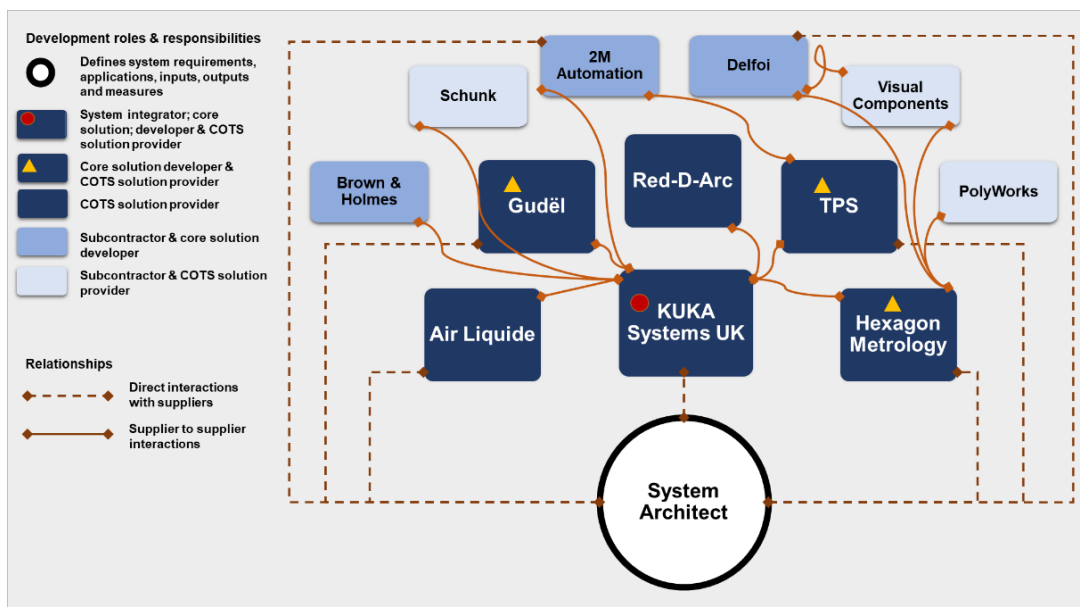 Development roles & responsibilities
Defines system requirements,
applications, inputs, outputs
and measures
System integrator; core
solution; developer & COTS
solution provider
Core solution developer &
COTS solution provider
COTS solution provider
Subcontractor & core solution
developer
Subcontractor & COTS solution
provider
Relationships
Direct interactions
with suppliers
Supplier to supplier
interactions
2M
Automation
Delfoi
Schunk
Visual
Components
Brown &
Holmes
Gudël
Red-D-Arc
TPS
PolyWorks
Air Liquide
KUKA
Systems UK
Hexagon
Metrology
System
Architect